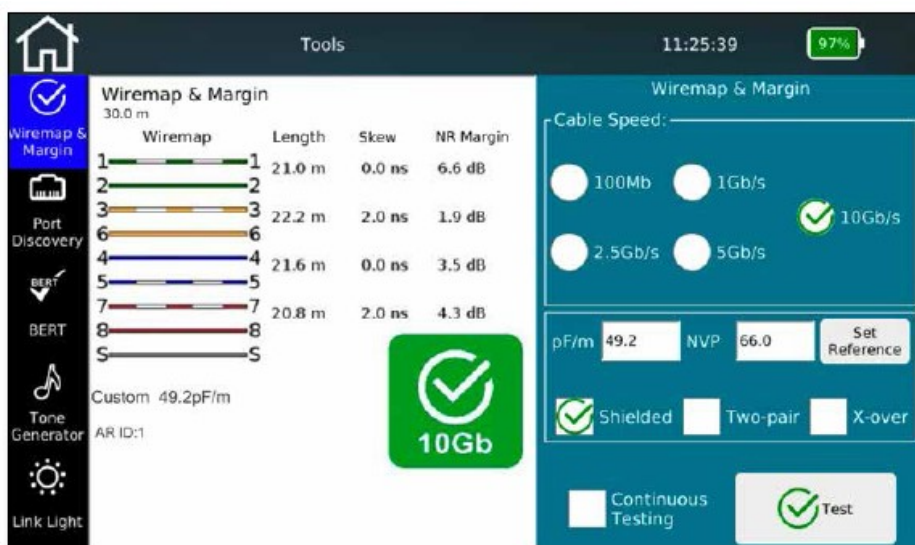 Tools 11:25:39 97%
Wiremap & Margin
Port Discovery
BERT
BERT
Tone Generator
Link Light
Wiremap & Margin
30.0 m
Wiremap Length Skew NR Margin
1 1 21.0 m 0.0 ns 6.6 dB
2 2
3 3 22.2 m 2.0 ns 1.9 dB
6 6
4 4 21.6 m 0.0 ns 3.5 dB
5 5
7 7 20.8 m 2.0 ns 4.3 dB
8 8
S S
Custom 49.2pF/m
AR ID:1
10Gb
Wiremap & Margin
Cable Speed:
100Mb 1Gb/s
10Gb/s
2.5Gb/s 5Gb/s
pF/m 49.2 NVP 66.0 Set Reference
Shielded Two-pair X-over
Continuous Testing
Test